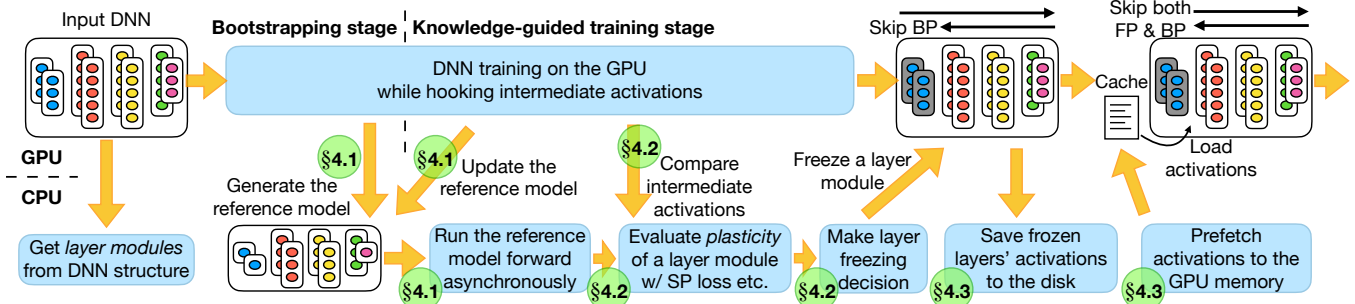 Input DNN
Bootstrapping stage
Knowledge-guided training stage
DNN training on the GPU
while hooking intermediate activations
Skip BP
Skip both
FP & BP
Cache
Load
activations
GPU
CPU
§4.1
§4.1
Update the
reference model
§4.2
Compare
intermediate
activations
Freeze a layer
module
Generate the
reference model
Get layer modules
from DNN structure
Run the reference
model forward
asynchronously
§4.1
Evaluate plasticity
of a layer module
w/ SP loss etc.
§4.2
Make layer
freezing
decision
§4.2
Save frozen
layers’ activations
to the disk
§4.3
Prefetch
activations to the
GPU memory
§4.3